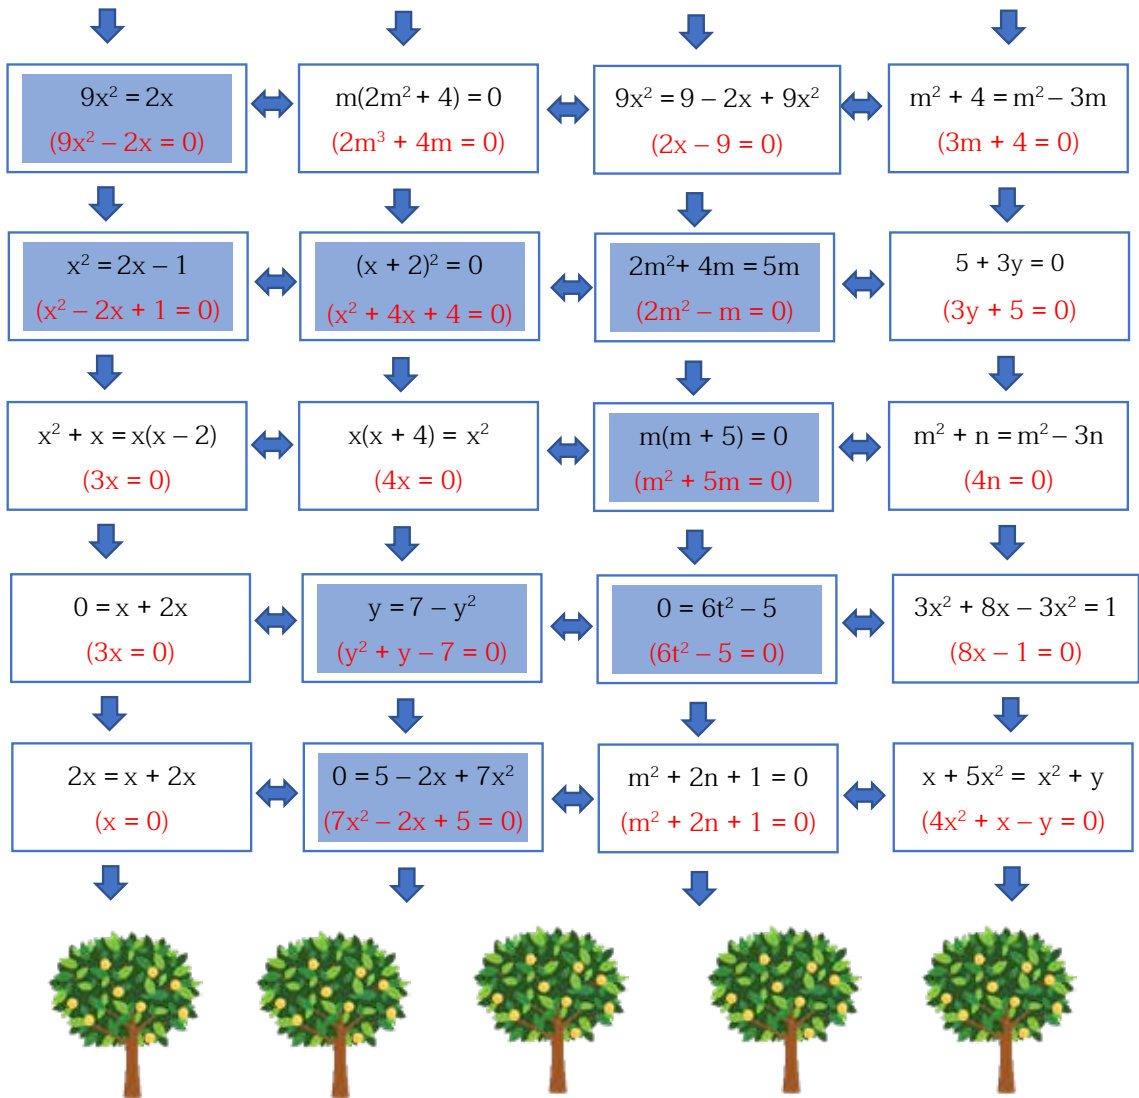 9x² = 2x
(9x² – 2x = 0)
m(2m² + 4) = 0
(2m³ + 4m = 0)
9x² = 9 – 2x + 9x²
(2x – 9 = 0)
m² + 4 = m² – 3m
(3m + 4 = 0)
x² = 2x – 1
(x² – 2x + 1 = 0)
(x + 2)² = 0
(x² + 4x + 4 = 0)
2m²+ 4m = 5m
(2m² – m = 0)
5 + 3y = 0
(3y + 5 = 0)
x² + x = x(x – 2)
(3x = 0)
x(x + 4) = x²
(4x = 0)
m(m + 5) = 0
(m² + 5m = 0)
m² + n = m² – 3n
(4n = 0)
0 = x + 2x
(3x = 0)
y = 7 – y²
(y² + y – 7 = 0)
0 = 6t² – 5
(6t² – 5 = 0)
3x² + 8x – 3x² = 1
(8x – 1 = 0)
2x = x + 2x
(x = 0)
0 = 5 – 2x + 7x²
(7x² – 2x + 5 = 0)
m² + 2n + 1 = 0
(m² + 2n + 1 = 0)
x + 5x² = x² + y
(4x² + x – y = 0)